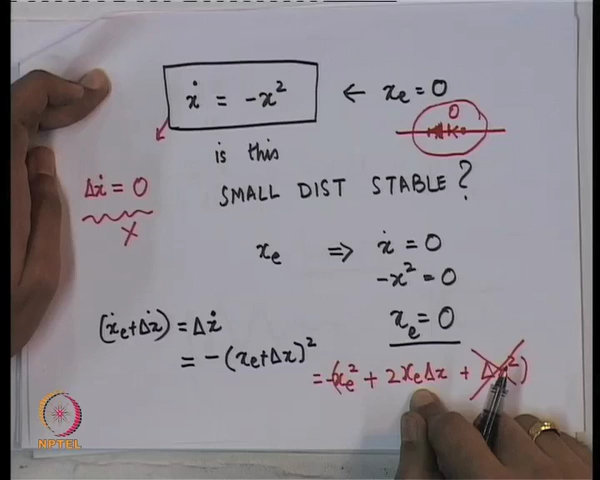 ẋ = -x² ← xₑ = 0
0
is this
Δẋ = 0
X
SMALL DIST STABLE?
xₑ ⇒ ẋ = 0
-x² = 0
xₑ = 0
(ẋₑ+Δẋ) = Δẋ
= -(xₑ+Δx)²
= -(xₑ² + 2xₑΔx + Δx²)
NPTEL